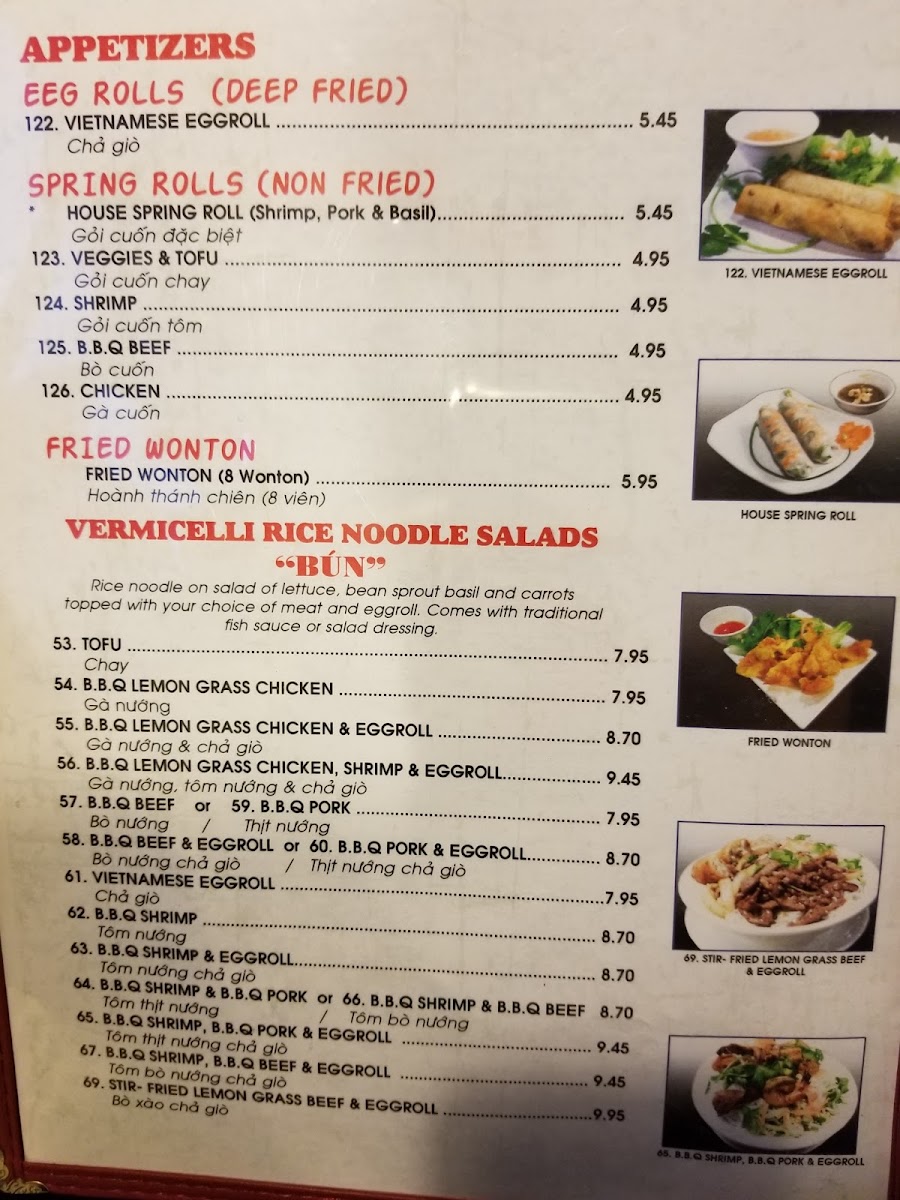 APPETIZERS
EEG ROLLS (DEEP FRIED)
122. VIETNAMESE EGGROLL ........ 5.45
Chả giò
SPRING ROLLS (NON FRIED)
* HOUSE SPRING ROLL (Shrimp, Pork & Basil)........ 5.45
Gỏi cuốn đặc biệt
123. VEGGIES & TOFU ........ 4.95
Gỏi cuốn chay
124. SHRIMP ........ 4.95
Gỏi cuốn tôm
125. B.B.Q BEEF ........ 4.95
Bò cuốn
126. CHICKEN ........ 4.95
Gà cuốn
FRIED WONTON
FRIED WONTON (8 Wonton) ........ 5.95
Hoành thánh chiên (8 viên)
VERMICELLI RICE NOODLE SALADS
“BÚN”
Rice noodle on salad of lettuce, bean sprout basil and carrots
topped with your choice of meat and eggroll. Comes with traditional
fish sauce or salad dressing.
53. TOFU ........ 7.95
Chay
54. B.B.Q LEMON GRASS CHICKEN ........ 7.95
Gà nướng
55. B.B.Q LEMON GRASS CHICKEN & EGGROLL ........ 8.70
Gà nướng & chả giò
56. B.B.Q LEMON GRASS CHICKEN, SHRIMP & EGGROLL........ 9.45
Gà nướng, tôm nướng & chả giò
57. B.B.Q BEEF or 59. B.B.Q PORK ........ 7.95
Bò nướng / Thịt nướng
58. B.B.Q BEEF & EGGROLL or 60. B.B.Q PORK & EGGROLL........ 8.70
Bò nướng chả giò / Thịt nướng chả giò
61. VIETNAMESE EGGROLL ........7.95
Chả giò
62. B.B.Q SHRIMP ........ 8.70
Tôm nướng
63. B.B.Q SHRIMP & EGGROLL........ 8.70
Tôm nướng chả giò
64. B.B.Q SHRIMP & B.B.Q PORK or 66. B.B.Q SHRIMP & B.B.Q BEEF 8.70
Tôm thịt nướng / Tôm bò nướng
65. B.B.Q SHRIMP, B.B.Q PORK & EGGROLL ........ 9.45
Tôm thịt nướng chả giò
67. B.B.Q SHRIMP, B.B.Q BEEF & EGGROLL ........ 9.45
Tôm bò nướng chả giò
69. STIR- FRIED LEMON GRASS BEEF & EGGROLL ........9.95
Bò xào chả giò
122. VIETNAMESE EGGROLL
HOUSE SPRING ROLL
FRIED WONTON
69. STIR- FRIED LEMON GRASS BEEF
& EGGROLL
65. B.B.Q SHRIMP, B.B.Q PORK & EGGROLL